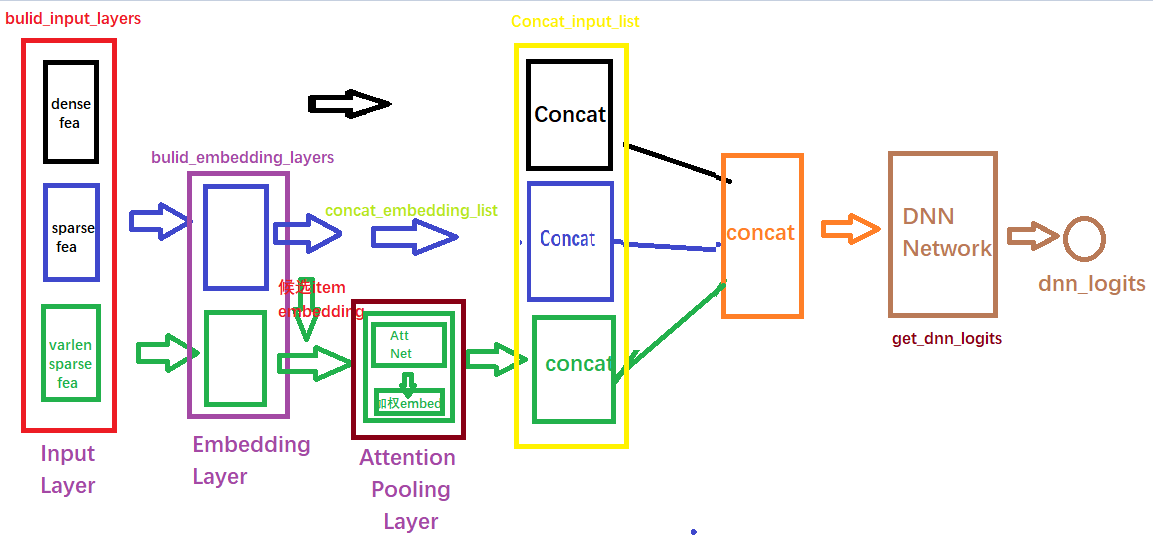 bulid_input_layers
Concat_input_list
dense
fea
Concat
bulid_embedding_layers
concat_embedding_list
sparse
fea
Concat
concat
DNN
Network
dnn_logits
候选item
embedding
get_dnn_logits
varlen
sparse
fea
Att
Net
加权embed
concat
Input
Layer
Embedding
Layer
Attention
Pooling
Layer